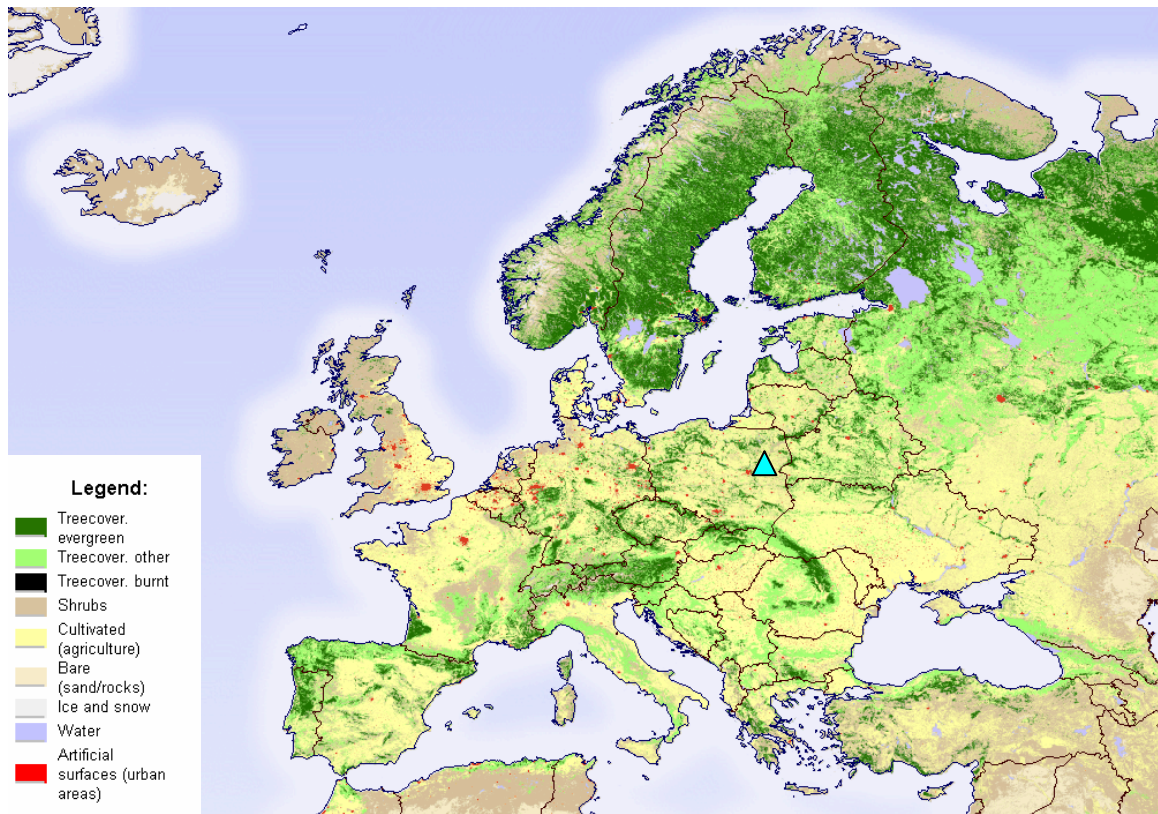 Legend:
Treecover.
evergreen
Treecover. other
Treecover. burnt
Shrubs
Cultivated
(agriculture)
Bare
(sand/rocks)
Ice and snow
Water
Artificial
surfaces (urban
areas)